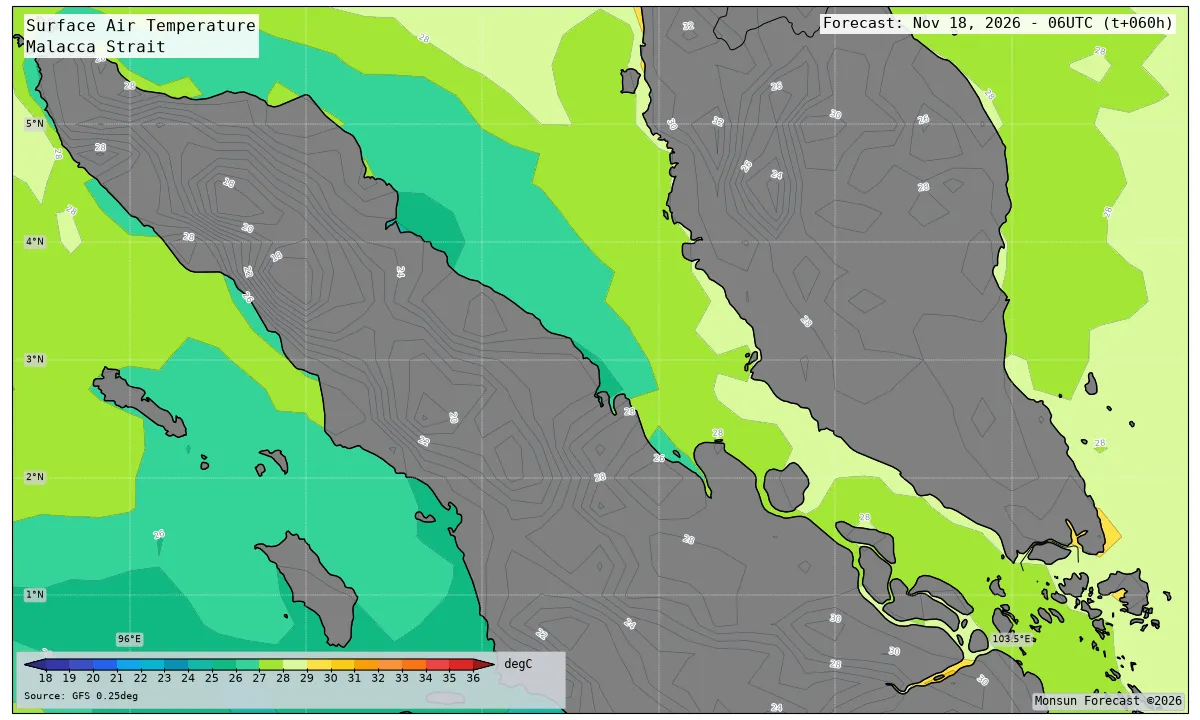 Surface Air Temperature
Malacca Strait
Forecast: Nov 18, 2026 - 06UTC (t+060h)
5°N
4°N
3°N
2°N
1°N
96°E
103.5°E
degC
18 19 20 21 22 23 24 25 26 27 28 29 30 31 32 33 34 35 36
Source: GFS 0.25deg
Monsun Forecast ©2026